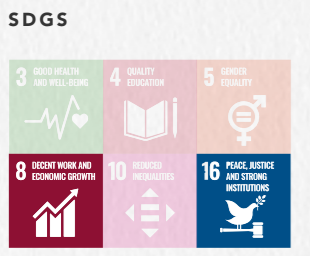 SDGS
3 GOOD HEALTH
AND WELL-BEING
4 QUALITY
EDUCATION
5 GENDER
EQUALITY
8 DECENT WORK AND
ECONOMIC GROWTH
10 REDUCED
INEQUALITIES
16 PEACE, JUSTICE
AND STRONG
INSTITUTIONS